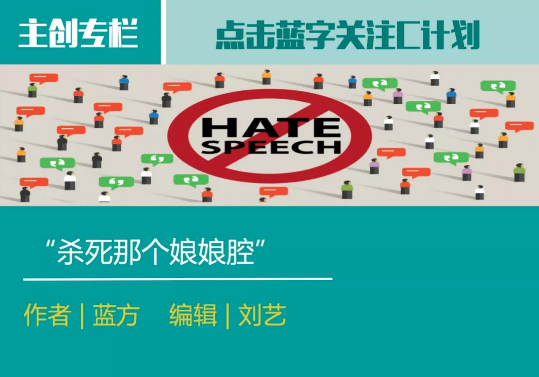 主创专栏
点击蓝字关注C计划
HATE
SPEECH
“杀死那个娘娘腔”
作者 | 蓝方 编辑 | 刘艺